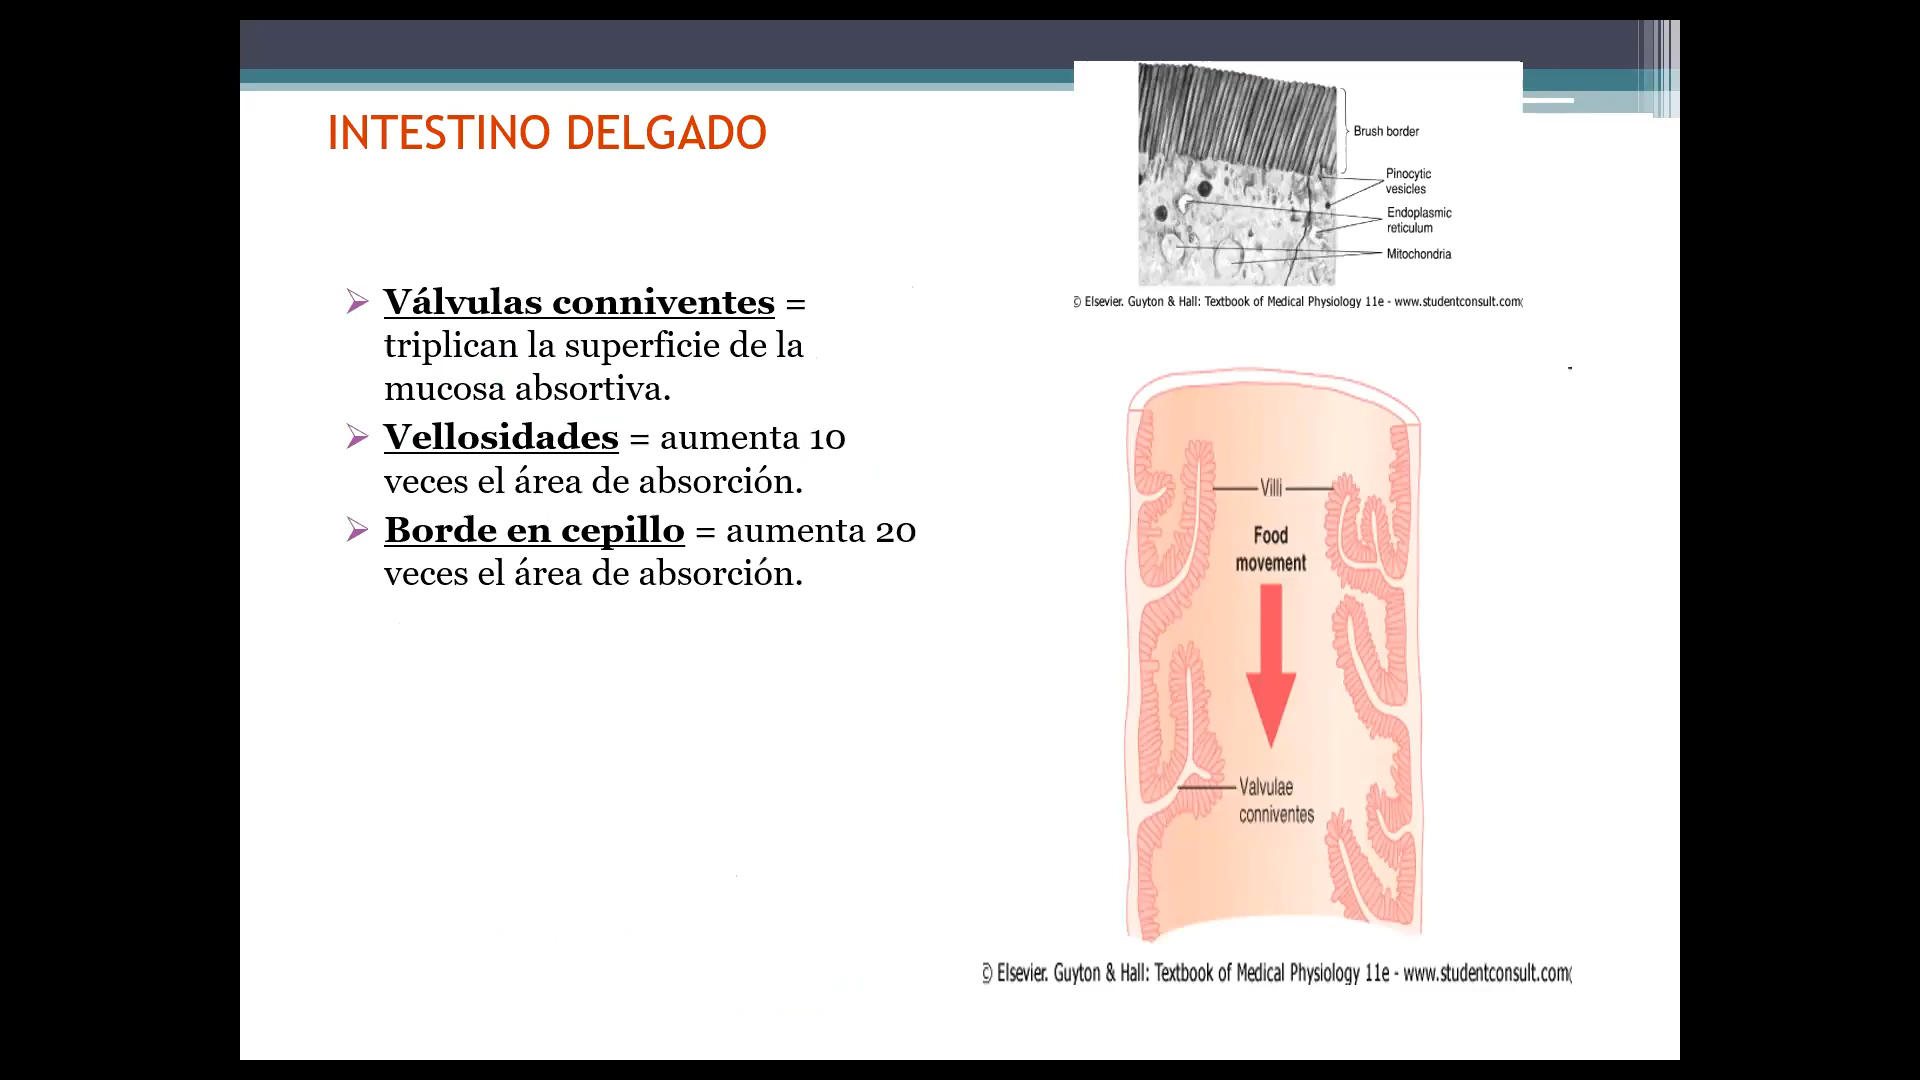 INTESTINO DELGADO
Válvulas conniventes =
triplican la superficie de la
mucosa absortiva.
Vellosidades = aumenta 10
veces el área de absorción.
Borde en cepillo = aumenta 20
veces el área de absorción.
Brush border
Pinocytic
vesicles
Endoplasmic
reticulum
Mitochondria
© Elsevier. Guyton & Hall: Textbook of Medical Physiology 11e - www.studentconsult.com
Villi
Food
movement
Valvulae
conniventes
© Elsevier. Guyton & Hall: Textbook of Medical Physiology 11e - www.studentconsult.com